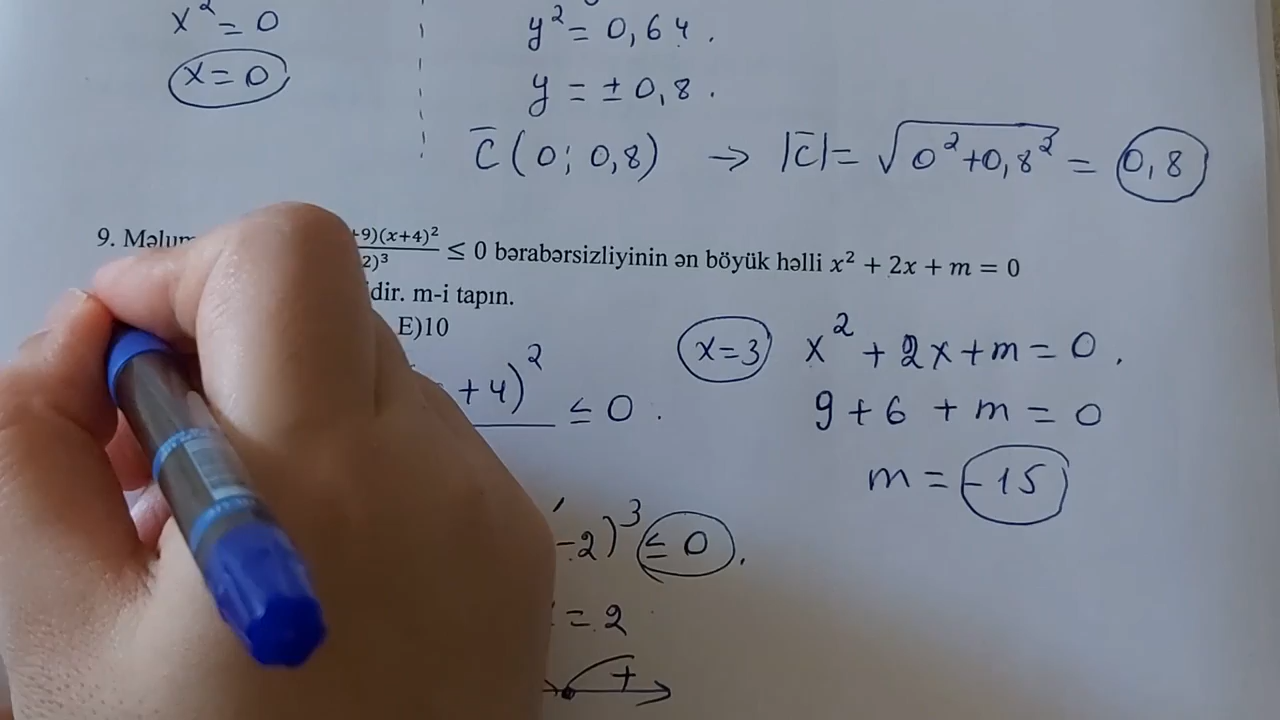 x² = 0
x = 0
y² = 0,64.
y = ± 0,8.
c̄ (0; 0,8) → |c̄| = √(0² + 0,8²) = 0,8
9. +9)(x+4)² ≤ 0 bərabərsizliyinin ən böyük həlli x² + 2x + m = 0
2)³
dir. m-i tapın.
E)10
+4)² ≤ 0.
x=3 x² + 2x + m = 0,
9 + 6 + m = 0
m = -15
-2)³ ≤ 0.
= 2
+